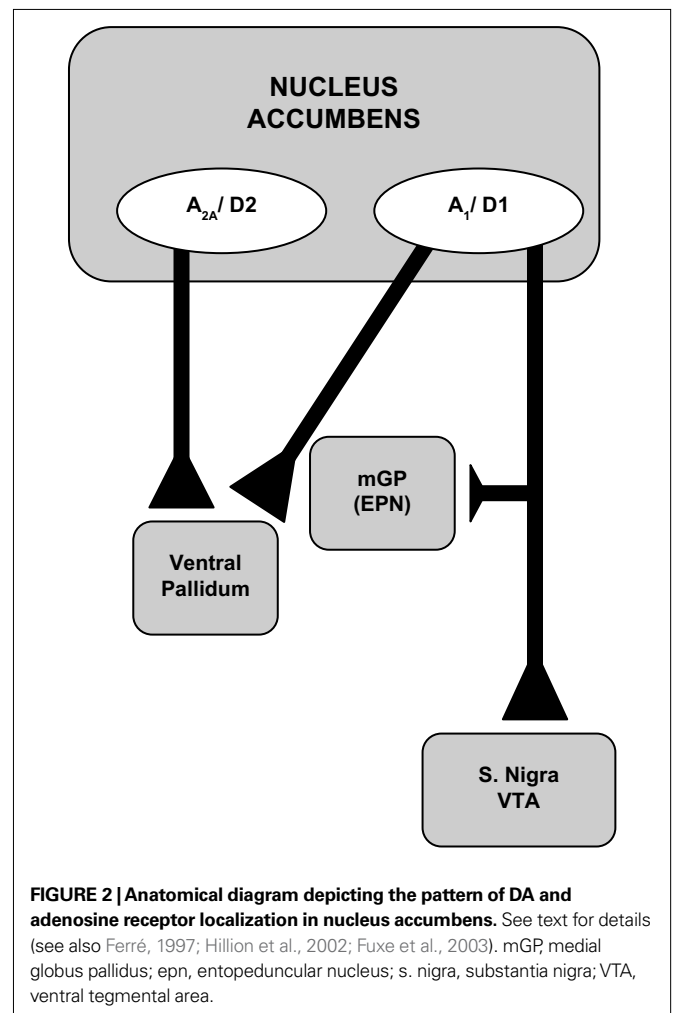 NUCLEUS
ACCUMBENS
A2A/ D2
A1/ D1
mGP
(EPN)
Ventral
Pallidum
S. Nigra
VTA
FIGURE 2 | Anatomical diagram depicting the pattern of DA and
adenosine receptor localization in nucleus accumbens. See text for details
(see also Ferré, 1997; Hillion et al., 2002; Fuxe et al., 2003). mGP, medial
globus pallidus; epn, entopeduncular nucleus; s. nigra, substantia nigra; VTA,
ventral tegmental area.